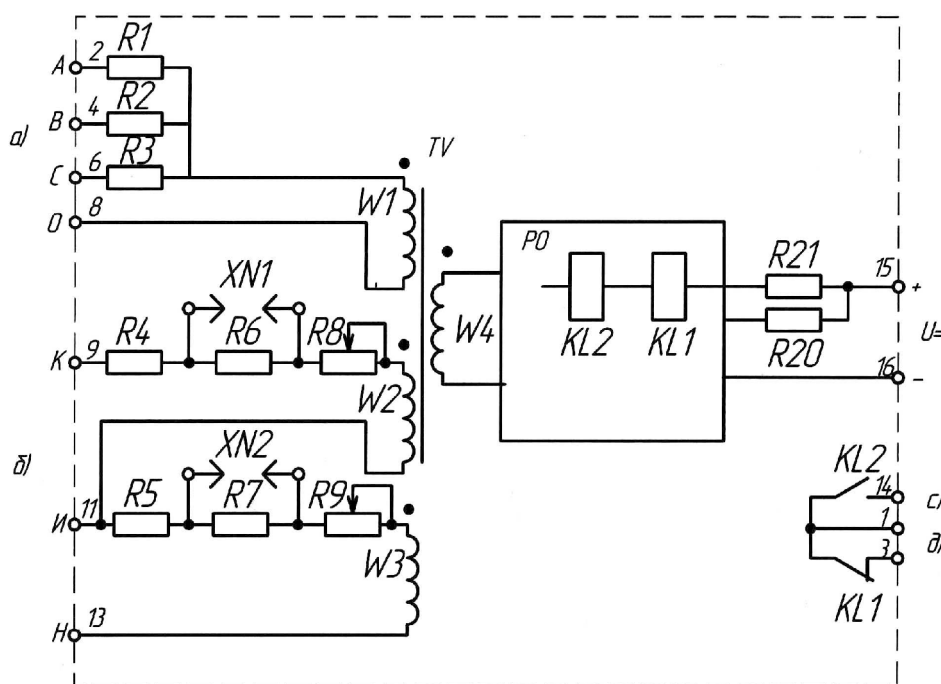 R1
A 2
R2
B 4
а)
R3
C 6
O 8
TV
W1
XN1
R4 R6 R8
К 9
W2
XN2
б)
R5 R7 R9
И 11
W3
Н 13
W4
РО
KL2 KL1
R21
15 +
R20
U=
16 -
KL2
14 с)
1
3 д)
KL1